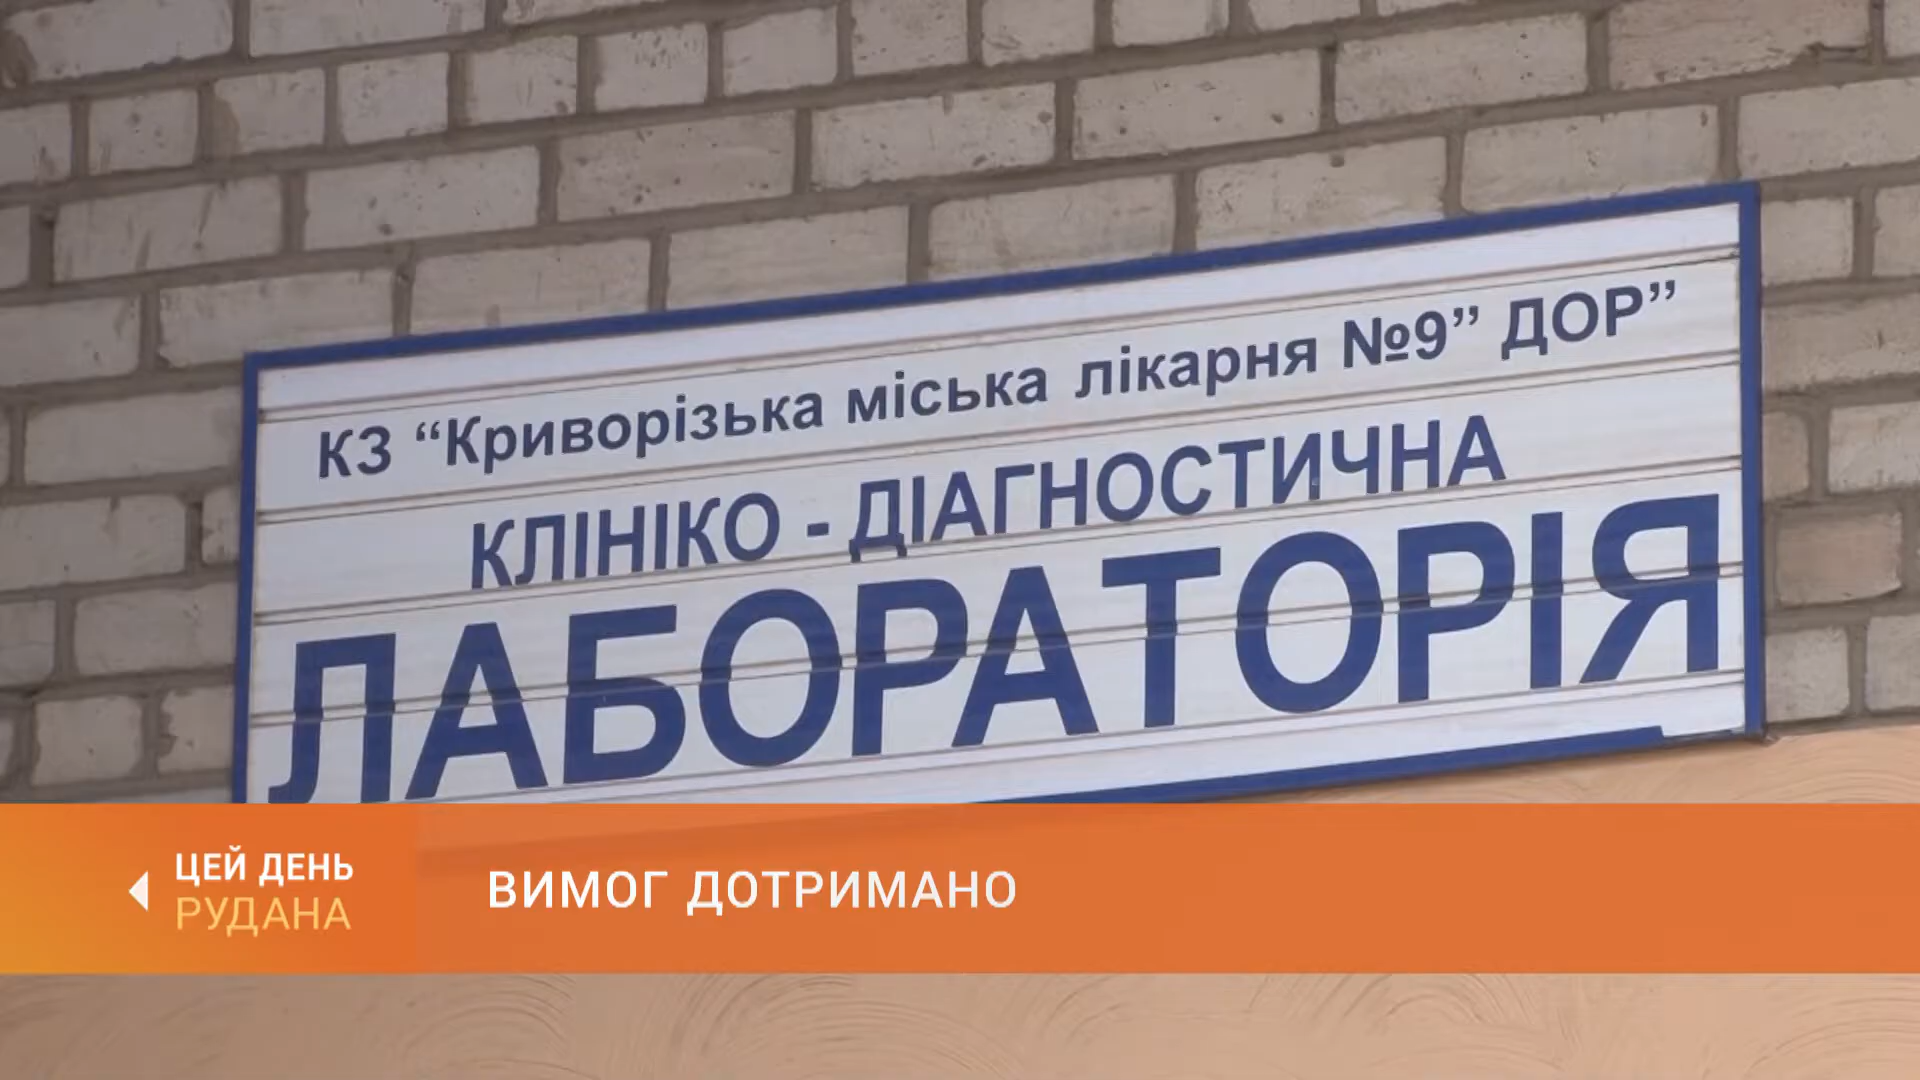 КЗ “Криворізька міська лікарня №9” ДОР”
КЛІНІКО - ДІАГНОСТИЧНА
ЛАБОРАТОРІЯ
ЦЕЙ ДЕНЬ
РУДАНА
ВИМОГ ДОТРИМАНО